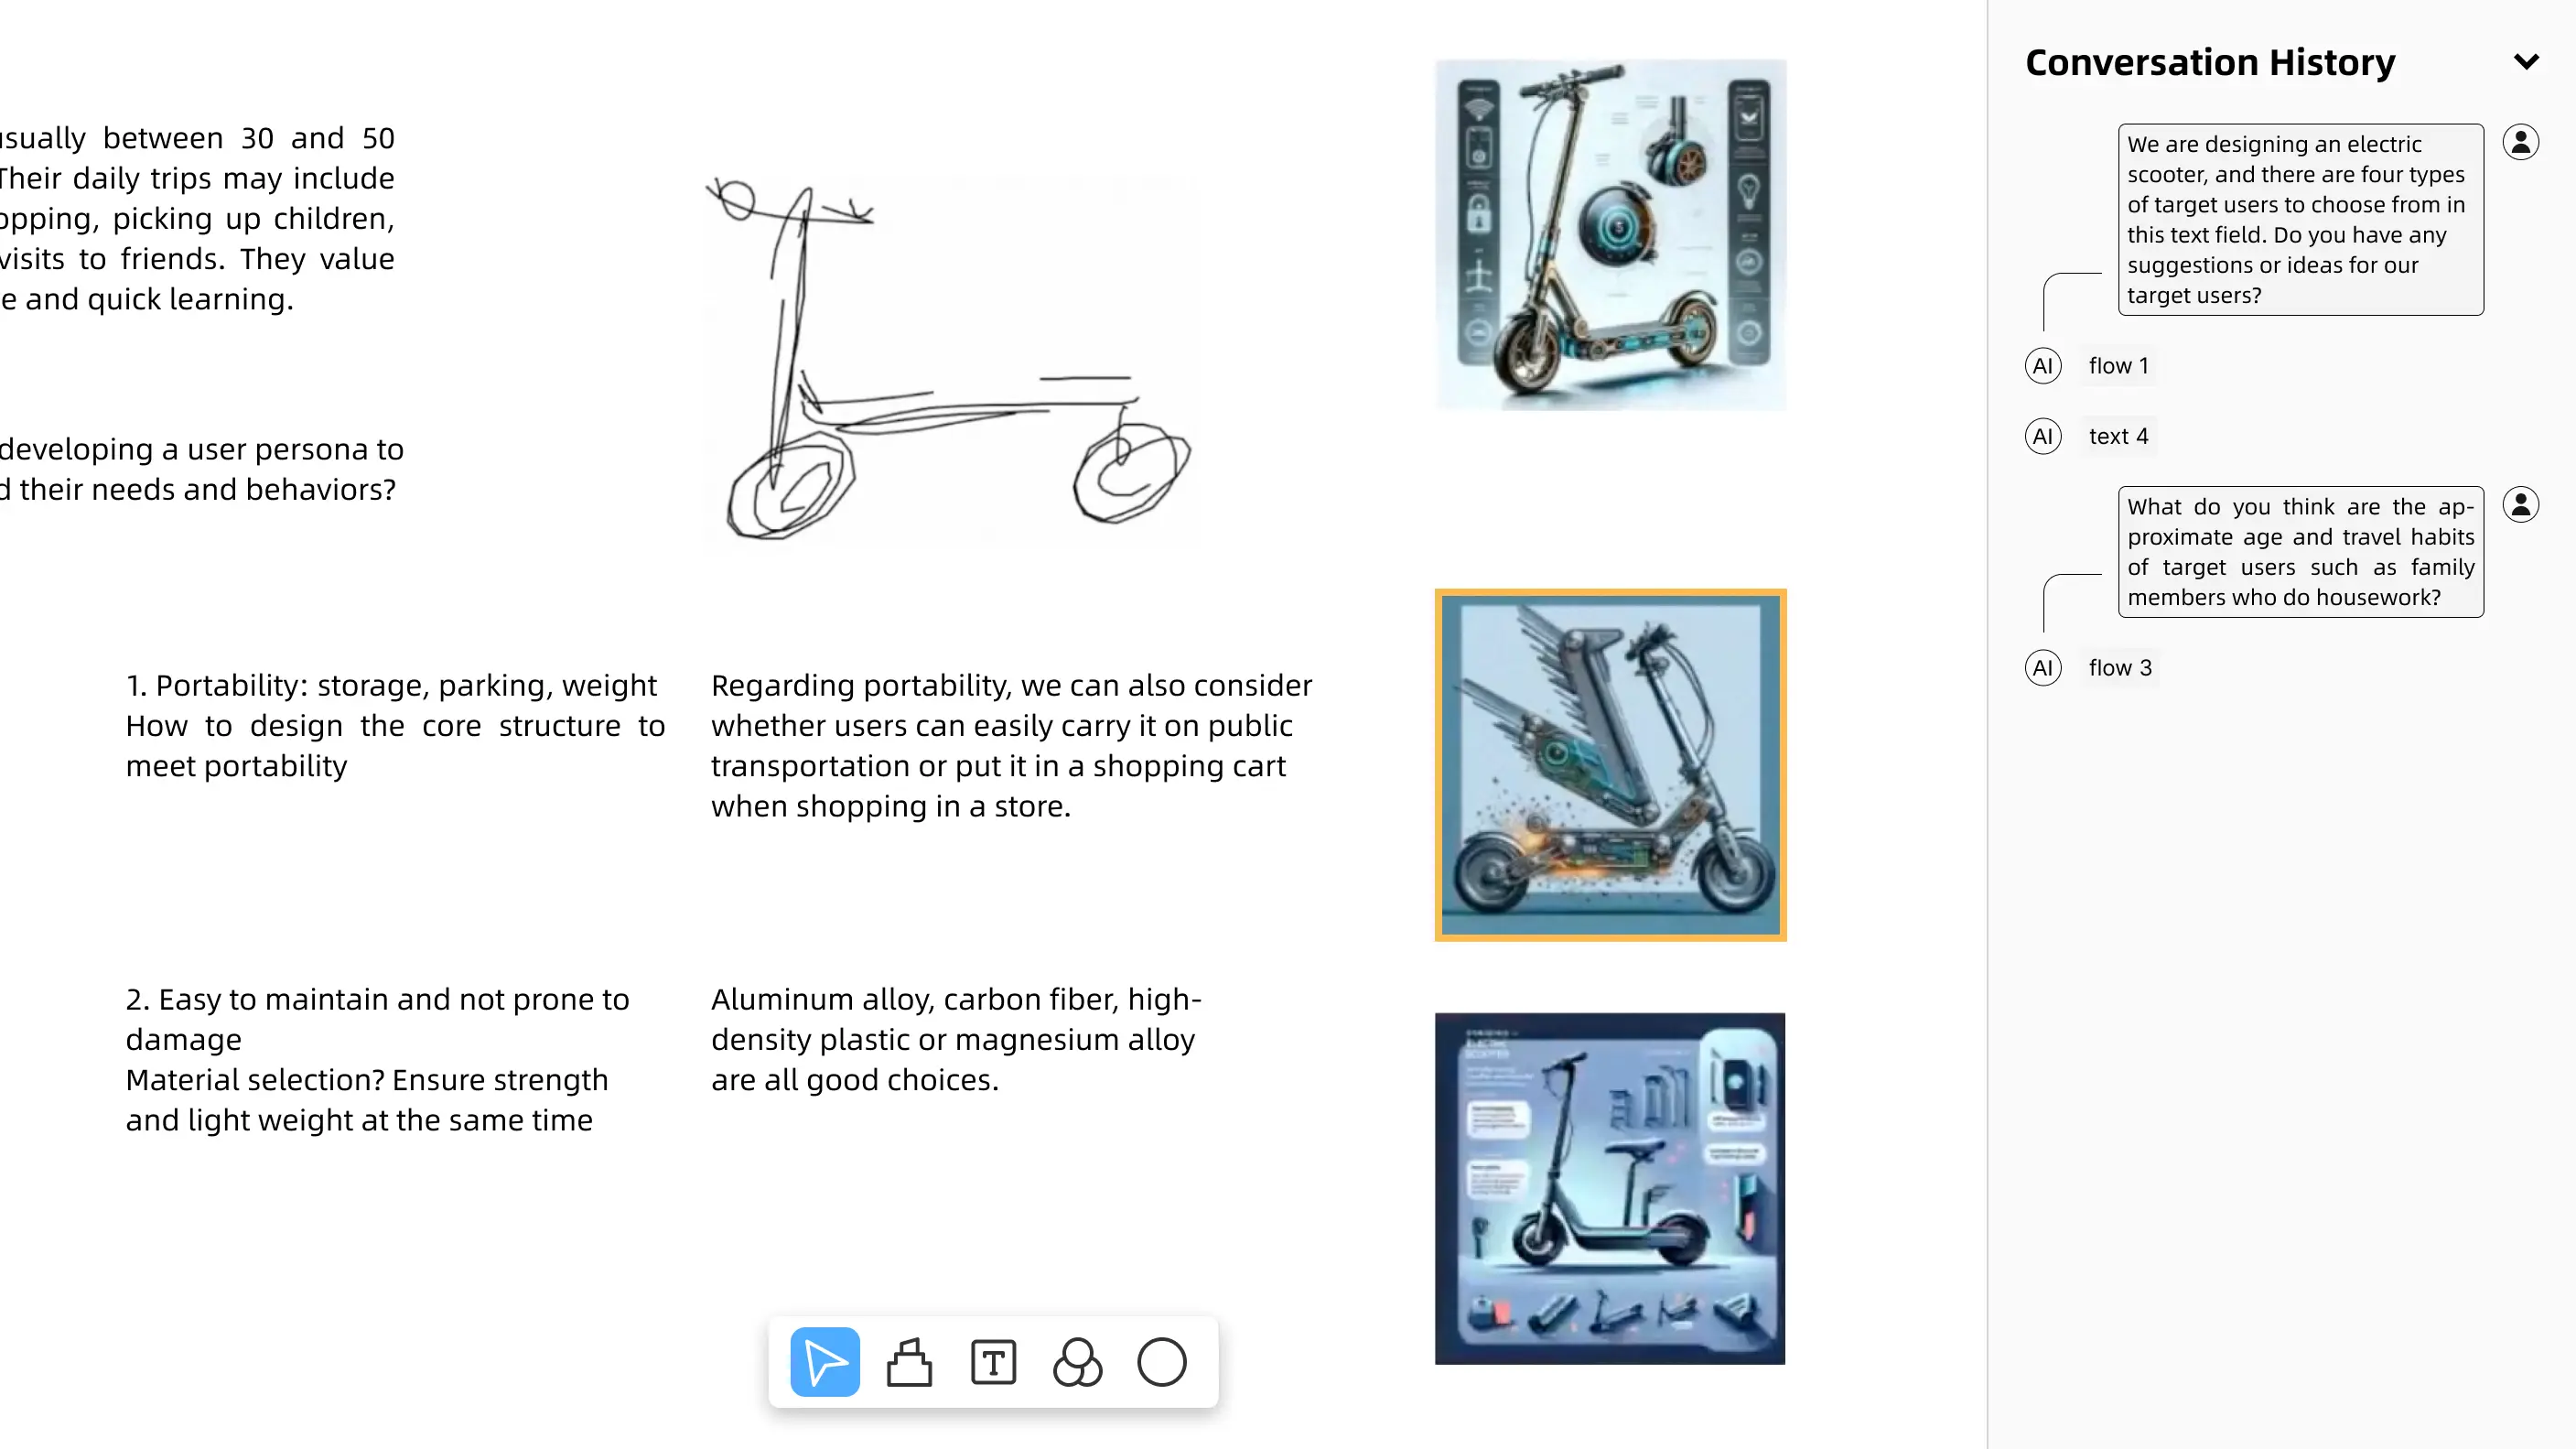 usually between 30 and 50
Their daily trips may include
opping, picking up children,
visits to friends. They value
e and quick learning.
developing a user persona to
d their needs and behaviors?
1. Portability: storage, parking, weight
How to design the core structure to
meet portability
Regarding portability, we can also consider
whether users can easily carry it on public
transportation or put it in a shopping cart
when shopping in a store.
2. Easy to maintain and not prone to
damage
Material selection? Ensure strength
and light weight at the same time
Aluminum alloy, carbon fiber, high-
density plastic or magnesium alloy
are all good choices.
T
Conversation History
We are designing an electric
scooter, and there are four types
of target users to choose from in
this text field. Do you have any
suggestions or ideas for our
target users?
AI flow 1
AI text 4
What do you think are the ap-
proximate age and travel habits
of target users such as family
members who do housework?
AI flow 3